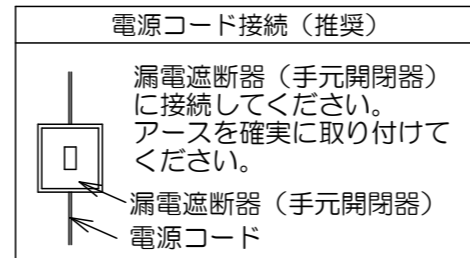 電源コード接続（推奨）
漏電遮断器（手元開閉器）
に接続してください。
アースを確実に取り付けて
ください。
漏電遮断器（手元開閉器）
電源コード